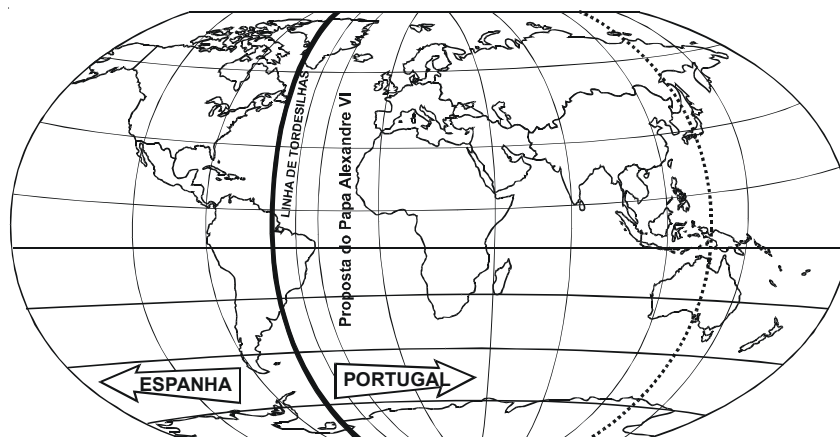 LINHA DE TORDESILHAS
Proposta do Papa Alexandre VI
ESPANHA
PORTUGAL